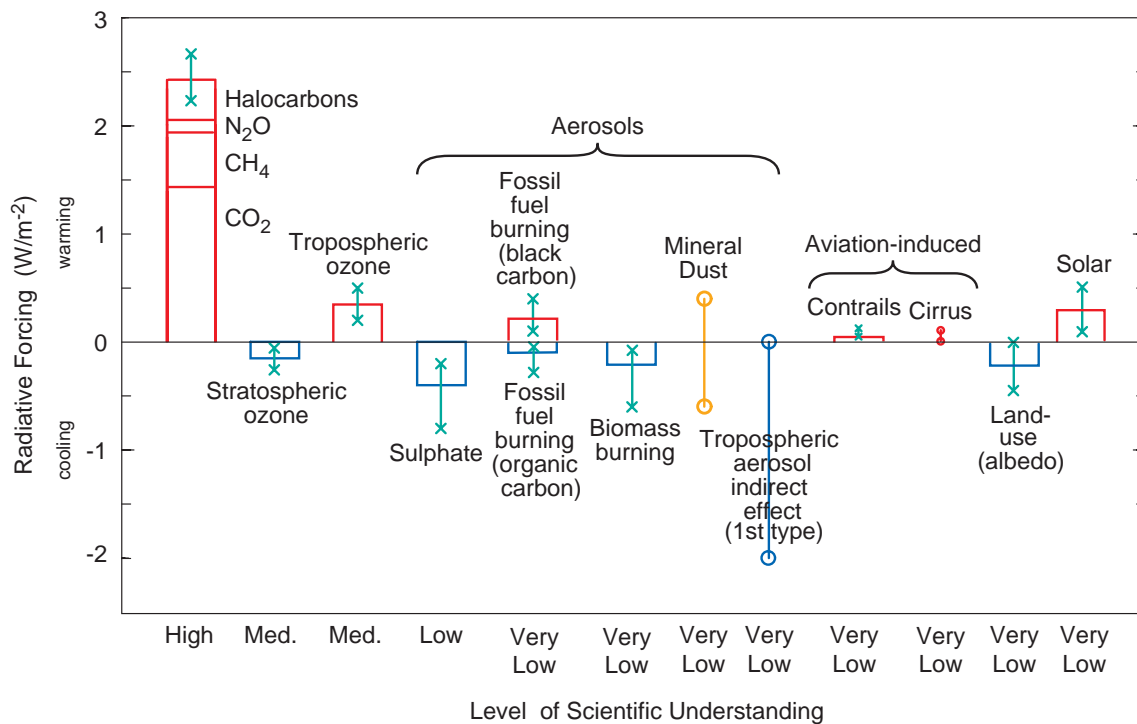 3
2
1
0
-1
-2
Radiative Forcing (W/m-2)
warming
cooling
Halocarbons
N2O
CH4
CO2
Stratospheric
ozone
Tropospheric
ozone
Aerosols
Sulphate
Fossil
fuel
burning
(black
carbon)
Fossil
fuel
burning
(organic
carbon)
Biomass
burning
Mineral
Dust
Tropospheric
aerosol
indirect
effect
(1st type)
Aviation-induced
Contrails
Cirrus
Land-
use
(albedo)
Solar
High
Med.
Med.
Low
Very
Low
Very
Low
Very
Low
Very
Low
Very
Low
Very
Low
Very
Low
Very
Low
Level of Scientific Understanding